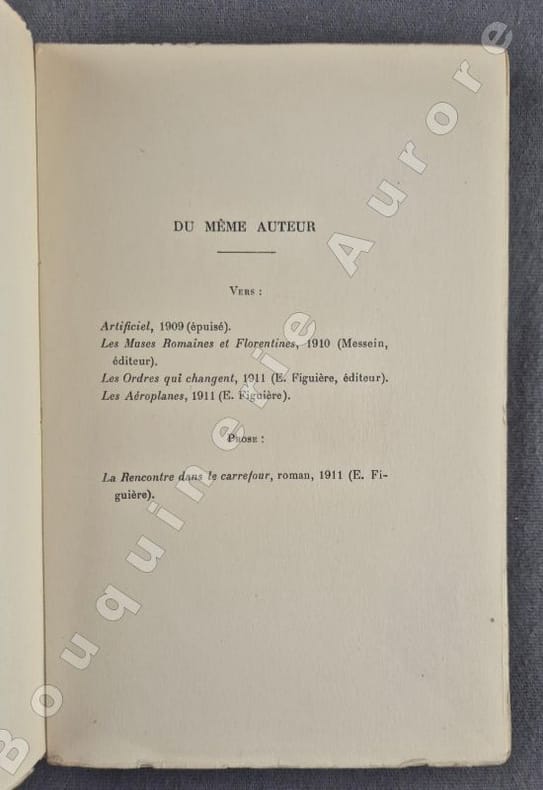 DU MÊME AUTEUR
VERS :
Artificiel, 1909 (épuisé).
Les Muses Romaines et Florentines, 1910 (Messein,
éditeur).
Les Ordres qui changent, 1911 (E. Figuière, éditeur).
Les Aéroplanes, 1911 (E. Figuière).
PROSE :
La Rencontre dans le carrefour, roman, 1911 (E. Fi-
guière).
Bouquinerie Aurore